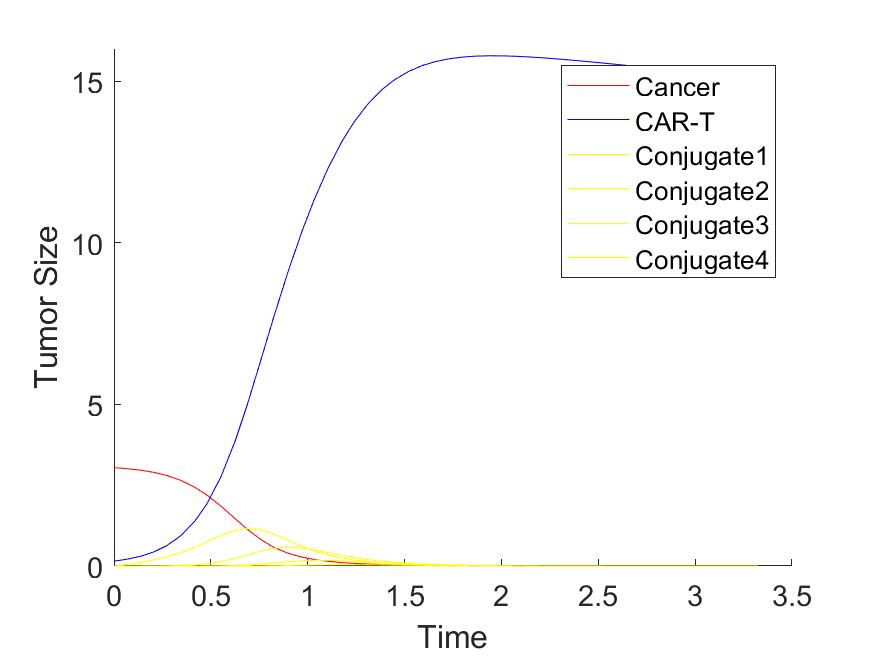 Tumor Size
15
10
5
0
Cancer
CAR-T
Conjugate1
Conjugate2
Conjugate3
Conjugate4
0 0.5 1 1.5 2 2.5 3 3.5
Time